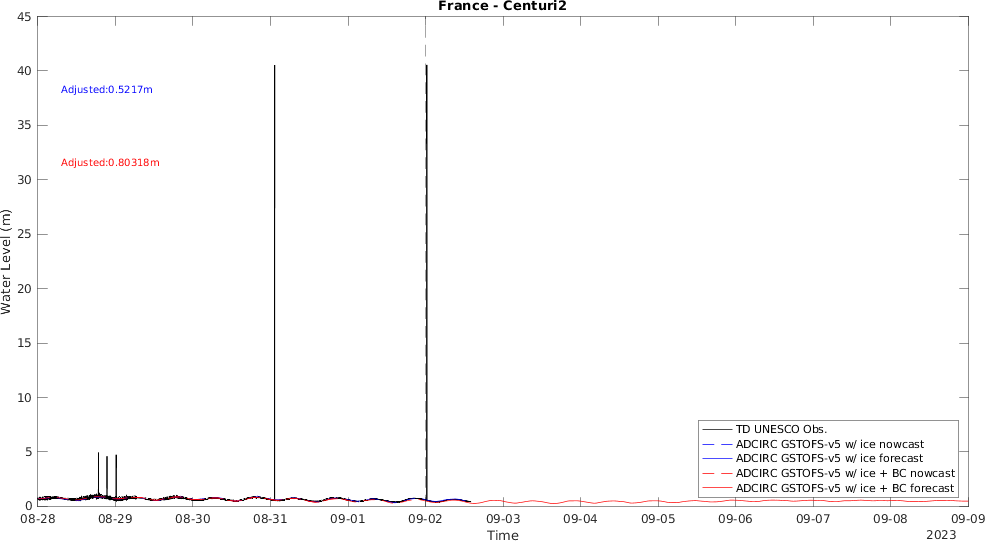 France - Centuri2
45
40
35
30
25
20
15
10
5
0
Water Level (m)
Adjusted:0.5217m
Adjusted:0.80318m
TD UNESCO Obs.
ADCIRC GSTOFS-v5 w/ ice nowcast
ADCIRC GSTOFS-v5 w/ ice forecast
ADCIRC GSTOFS-v5 w/ ice + BC nowcast
ADCIRC GSTOFS-v5 w/ ice + BC forecast
08-28 08-29 08-30 08-31 09-01 09-02 09-03 09-04 09-05 09-06 09-07 09-08 09-09
Time
2023